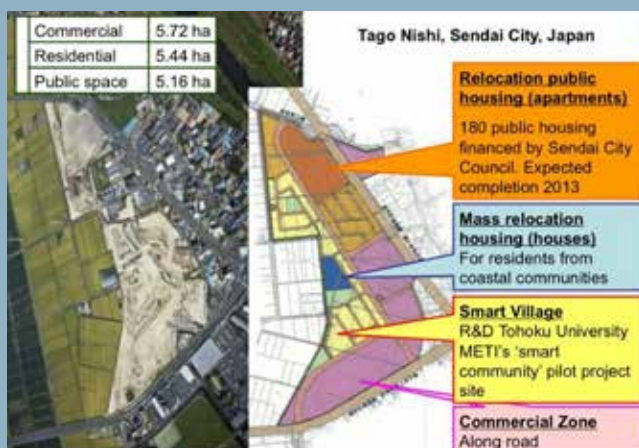 Commercial 5.72 ha
Residential 5.44 ha
Public space 5.16 ha
Tago Nishi, Sendai City, Japan
Relocation public
housing (apartments)
180 public housing
financed by Sendai City
Council. Expected
completion 2013
Mass relocation
housing (houses)
For residents from
coastal communities
Smart Village
R&D Tohoku University
METI's 'smart
community' pilot project
site
Commercial Zone
Along road